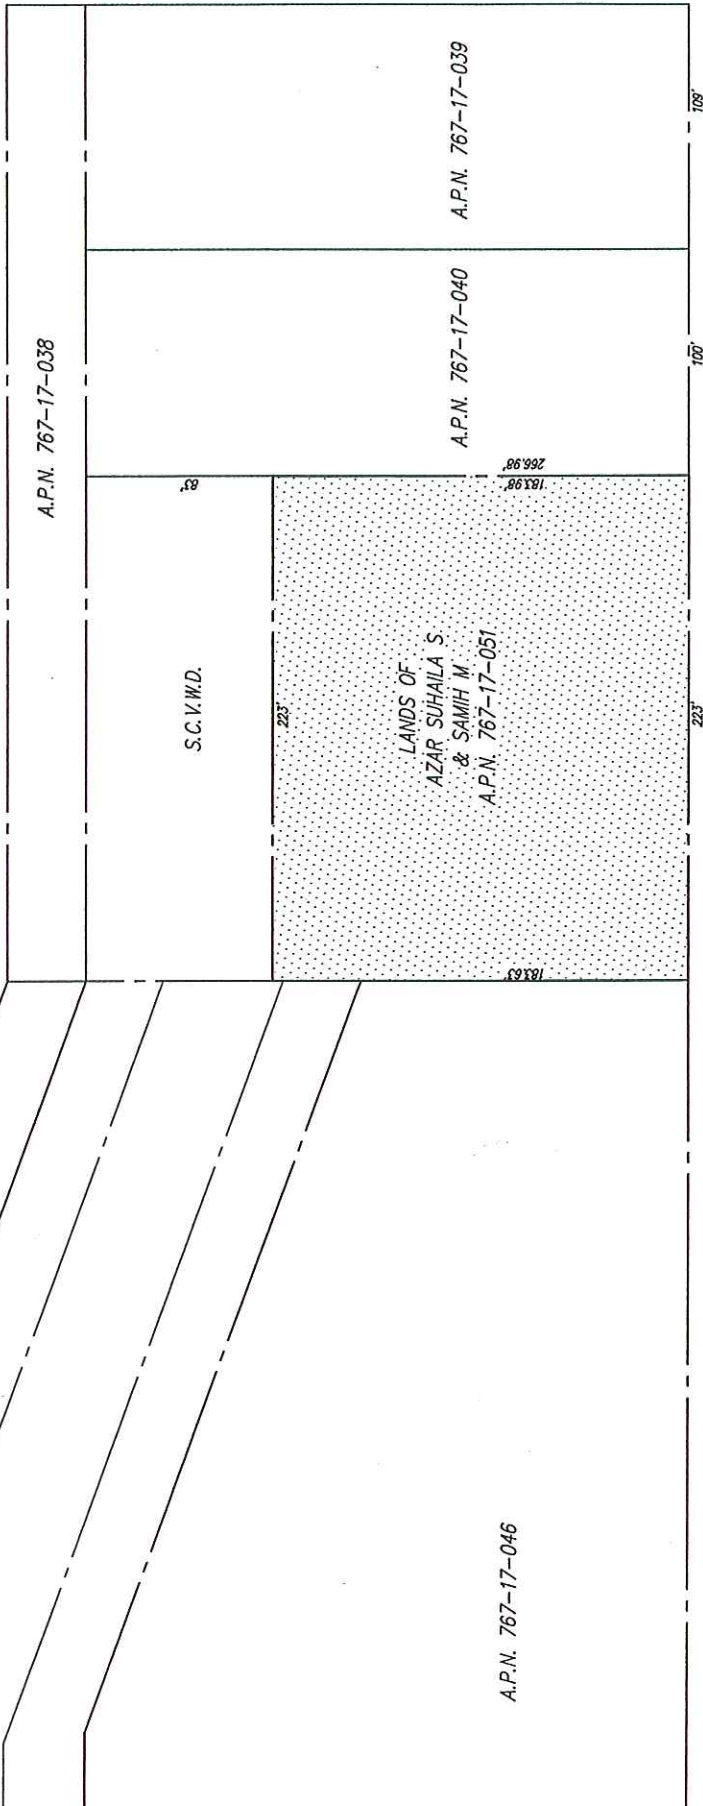 A.P.N. 767-17-038
A.P.N. 767-17-039
109'
A.P.N. 767-17-040
100'
266.98'
183.98'
83'
S.C.V.W.D.
223'
LANDS OF
AZAR SUHAILA S
& SAMIH M
A.P.N. 767-17-051
223'
183.63'
A.P.N. 767-17-046